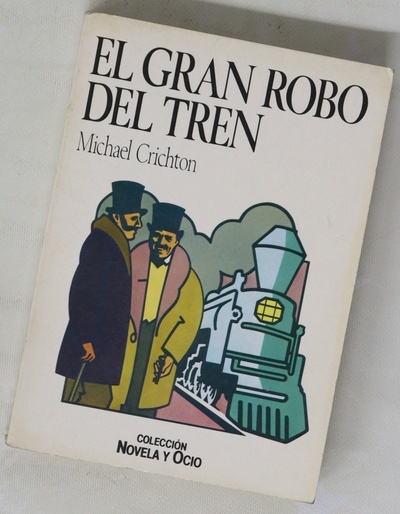 EL GRAN ROBO
DEL TREN
Michael Crichton
COLECCIÓN
NOVELA Y OCIO